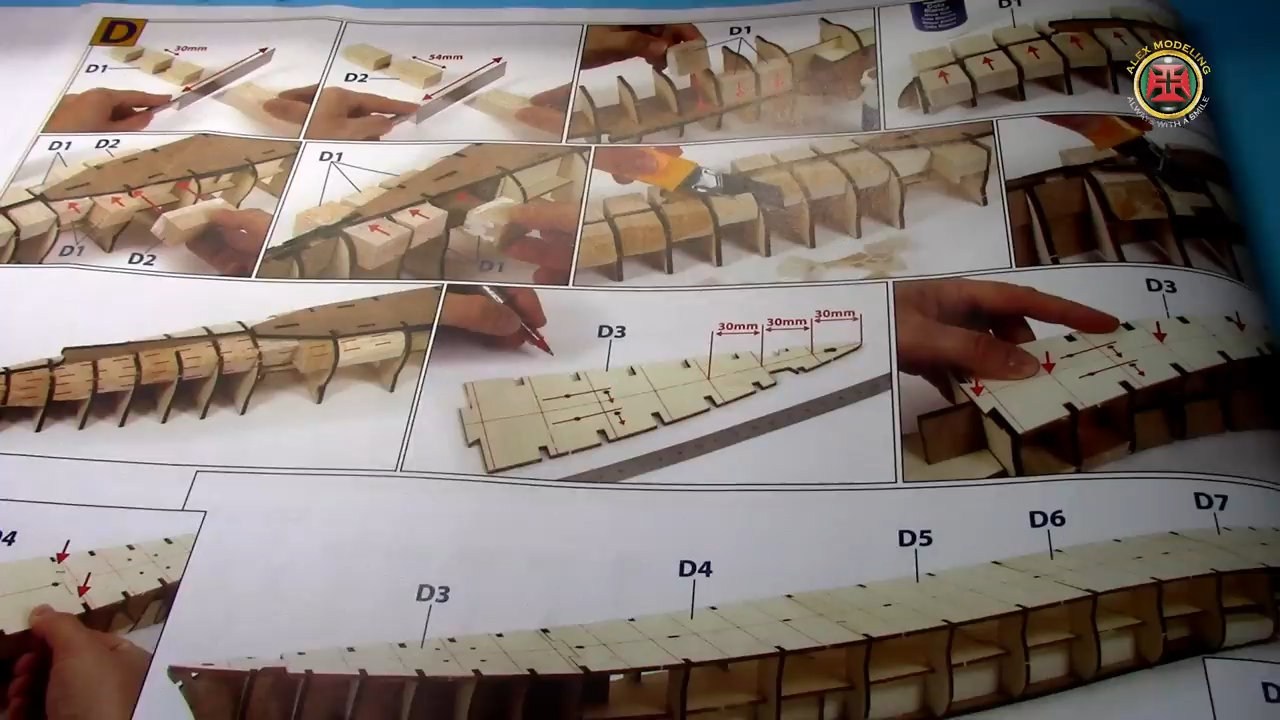 D
30mm
D1
54mm
D2
D1
D1
ALEX MODELING
ALWAYS WITH A SMILE
D1
D2
D1
D2
D1
D1
D3
30mm
30mm
30mm
D3
D4
D3
D4
D5
D6
D7
D